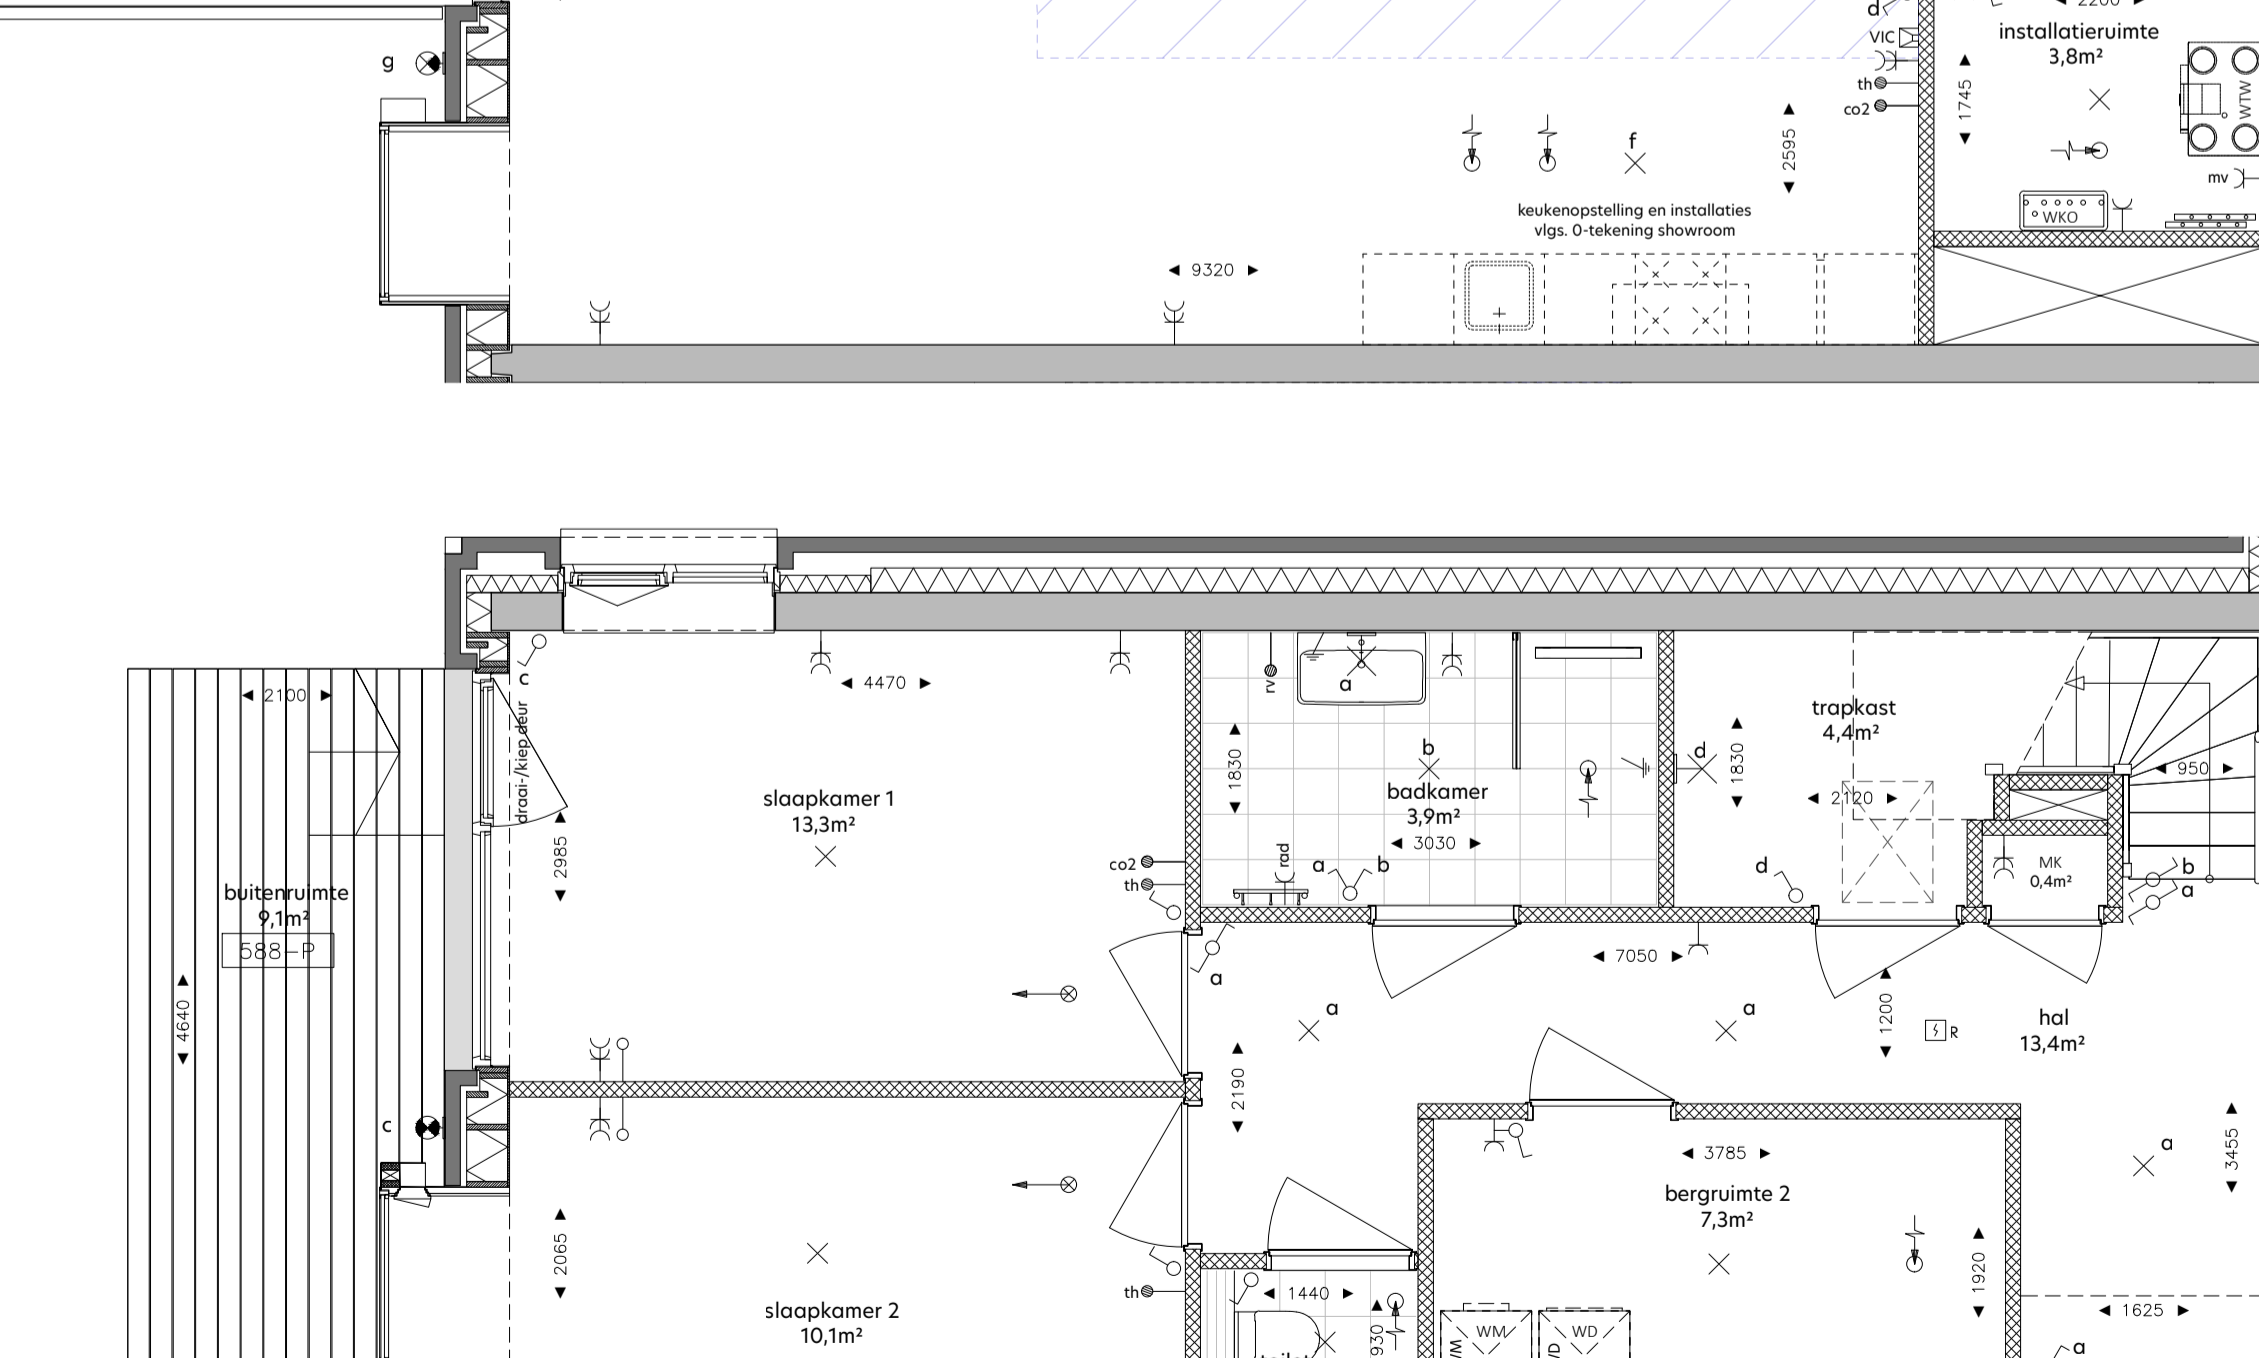 2200
d
installatieruimte
3,8m²
VIC
g
th
co2
1745
WTW
2595
f
mv
keukenopstelling en installaties
vlgs. 0-tekening showroom
WKO
9320
c
4470
2100
draai-/kiep deur
rv
a
1830
b
badkamer
3,9m²
3030
d
1830
trapkast
4,4m²
2120
950
slaapkamer 1
13,3m²
2985
co2
th
rad
a
b
d
MK
0,4m²
b
a
buitenruimte
9,1m²
588-P
4640
a
7050
a
a
1200
R
hal
13,4m²
2190
c
3785
bergruimte 2
7,3m²
a
3455
2065
slaapkamer 2
10,1m²
th
1440
1920
1625
WM
WD
a